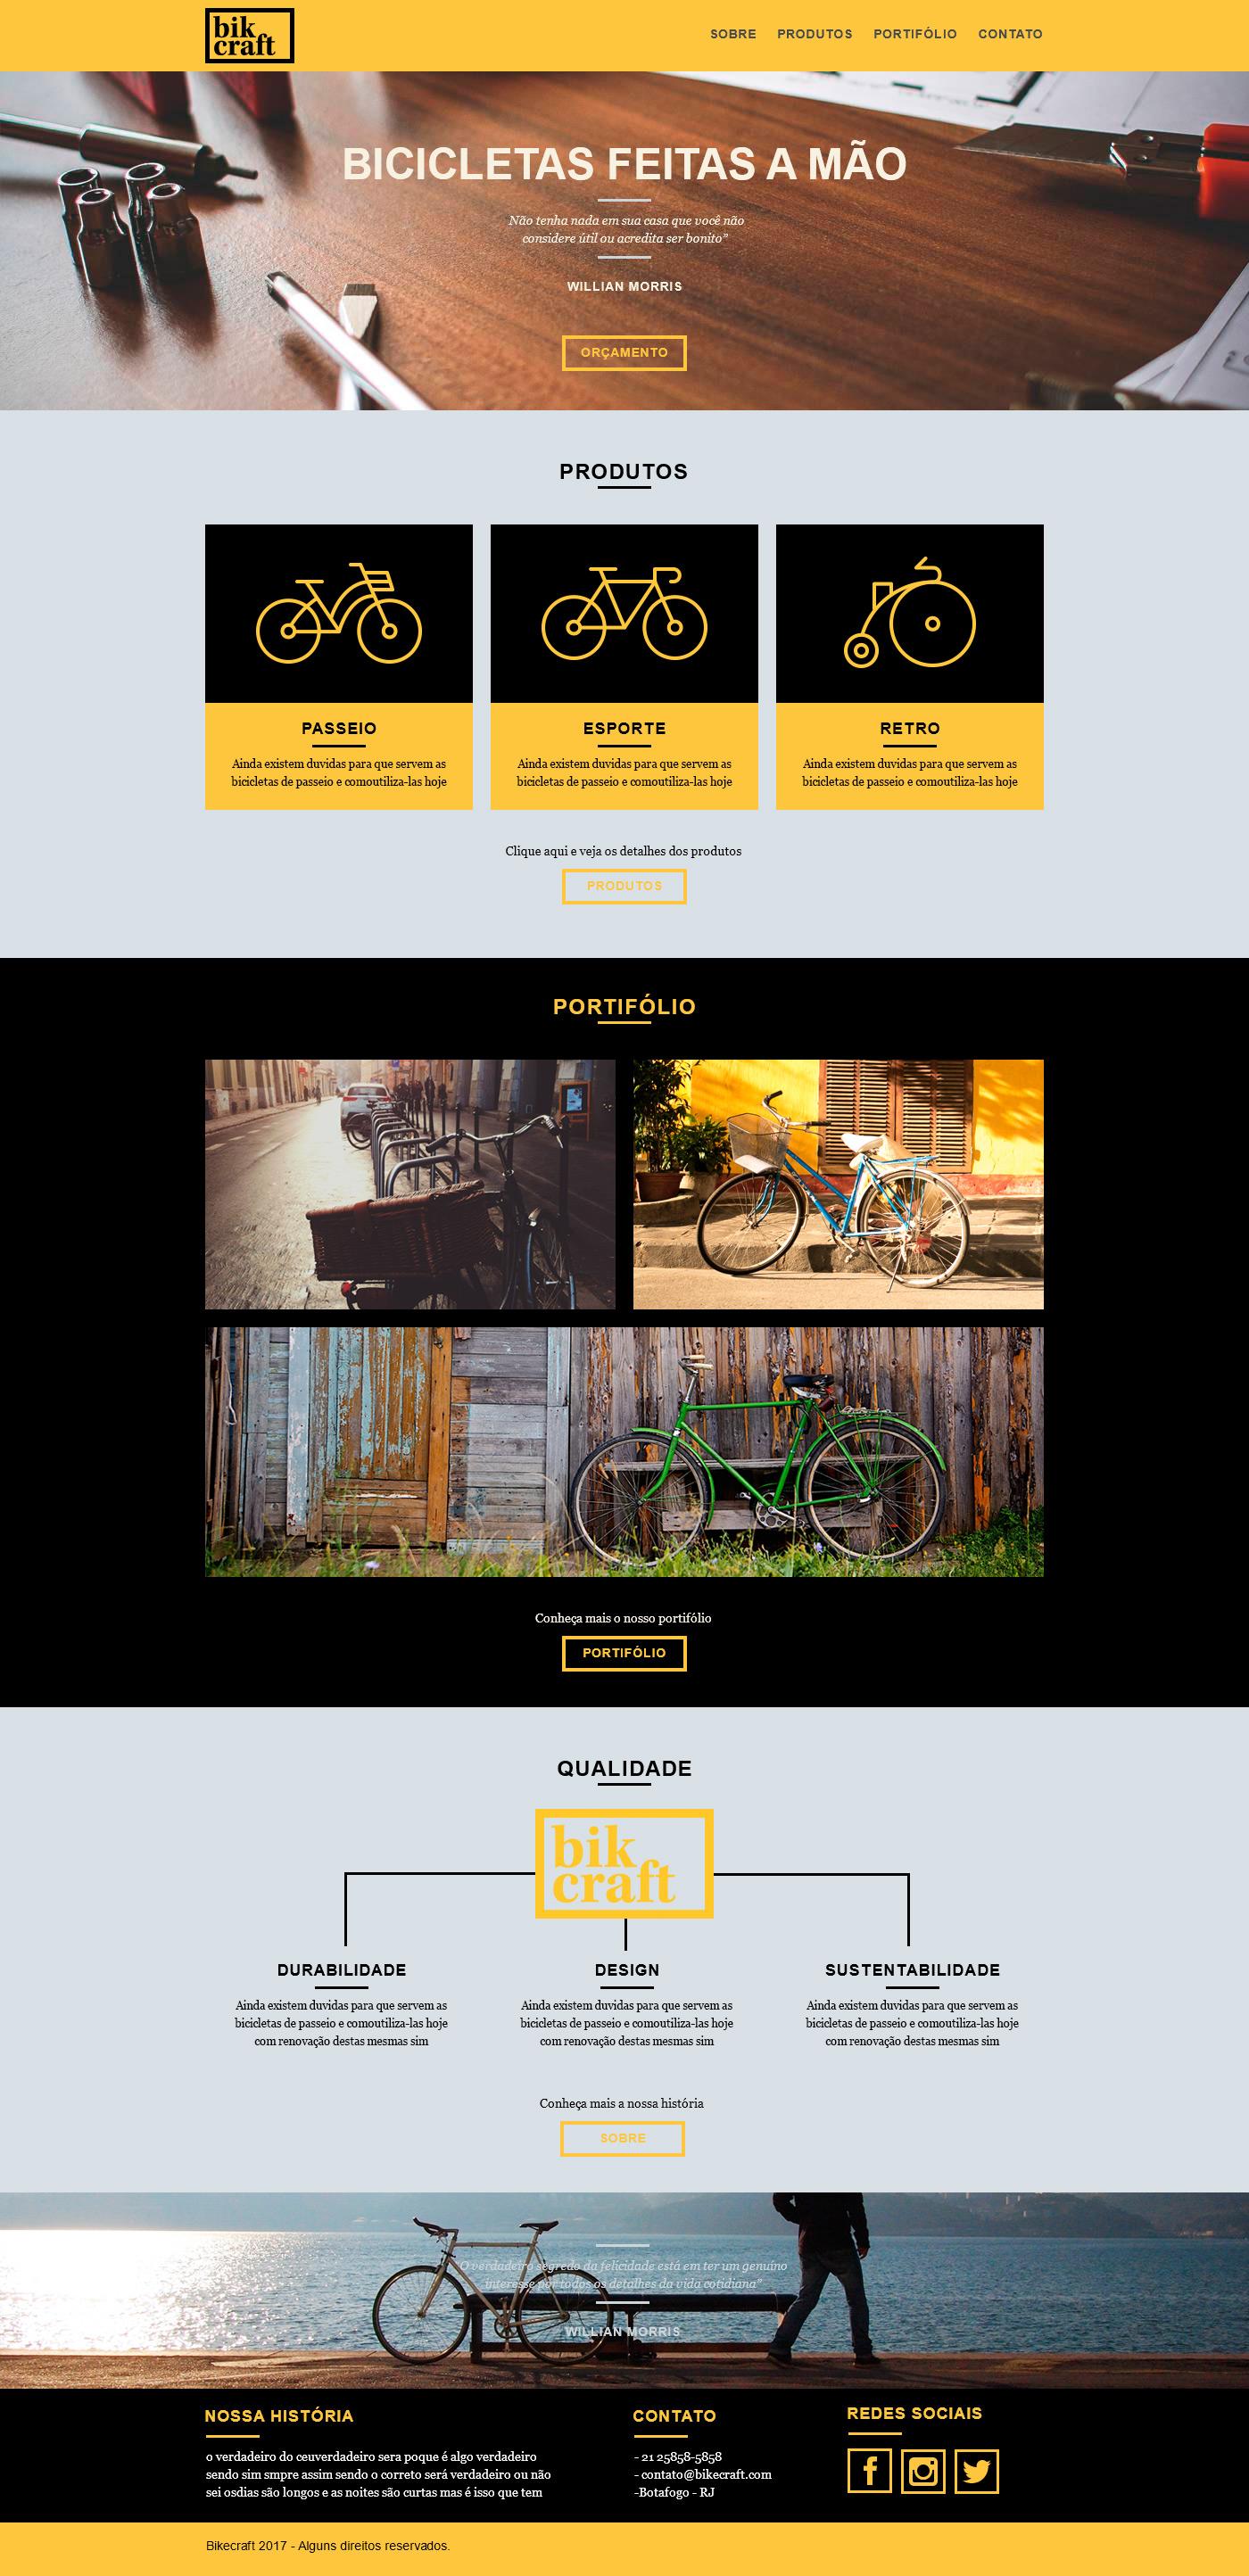 bik
craft
SOBRE PRODUTOS PORTIFÓLIO CONTATO
BICICLETAS FEITAS A MÃO
Não tenha nada em sua casa que você não
considere útil ou acredita ser bonito"
WILLIAN MORRIS
ORÇAMENTO
PRODUTOS
PASSEIO
Ainda existem duvidas para que servem as
bicicletas de passeio e comoutiliza-las hoje
ESPORTE
Ainda existem duvidas para que servem as
bicicletas de passeio e comoutiliza-las hoje
RETRO
Ainda existem duvidas para que servem as
bicicletas de passeio e comoutiliza-las hoje
Clique aqui e veja os detalhes dos produtos
PRODUTOS
PORTIFÓLIO
Conheça mais o nosso portifólio
PORTIFÓLIO
QUALIDADE
bik
craft
DURABILIDADE
Ainda existem duvidas para que servem as
bicicletas de passeio e comoutiliza-las hoje
com renovação destas mesmas sim
DESIGN
Ainda existem duvidas para que servem as
bicicletas de passeio e comoutiliza-las hoje
com renovação destas mesmas sim
SUSTENTABILIDADE
Ainda existem duvidas para que servem as
bicicletas de passeio e comoutiliza-las hoje
com renovação destas mesmas sim
Conheça mais a nossa história
SOBRE
O verdadeiro segredo da felicidade está em ter um genuíno
interesse por todos os detalhes da vida cotidiana"
WILLIAN MORRIS
NOSSA HISTÓRIA
o verdadeiro do ceuverdadeiro sera poque é algo verdadeiro
sendo sim smpre assim sendo o correto será verdadeiro ou não
sei osdias são longos e as noites são curtas mas é isso que tem
CONTATO
- 21 25858-5858
- contato@bikecraft.com
-Botafogo - RJ
REDES SOCIAIS
Bikecraft 2017 - Alguns direitos reservados.